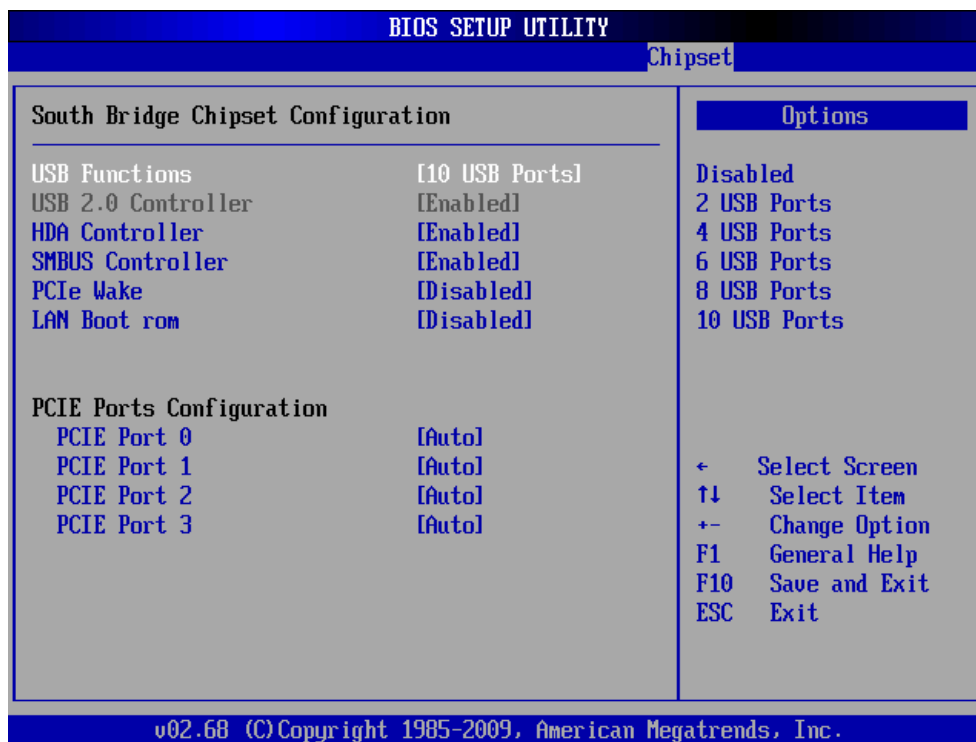 BIOS SETUP UTILITY
Chipset
South Bridge Chipset Configuration
USB Functions [10 USB Ports]
USB 2.0 Controller [Enabled]
HDA Controller [Enabled]
SMBUS Controller [Enabled]
PCIe Wake [Disabled]
LAN Boot rom [Disabled]
PCIE Ports Configuration
PCIE Port 0 [Auto]
PCIE Port 1 [Auto]
PCIE Port 2 [Auto]
PCIE Port 3 [Auto]
Options
Disabled
2 USB Ports
4 USB Ports
6 USB Ports
8 USB Ports
10 USB Ports
← Select Screen
↑↓ Select Item
+- Change Option
F1 General Help
F10 Save and Exit
ESC Exit
v02.68 (C)Copyright 1985-2009, American Megatrends, Inc.